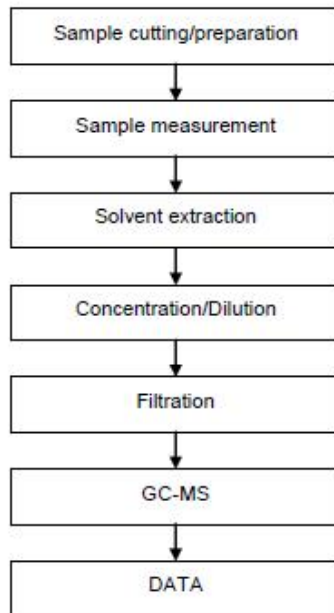 Sample cutting/preparation
Sample measurement
Solvent extraction
Concentration/Dilution
Filtration
GC-MS
DATA